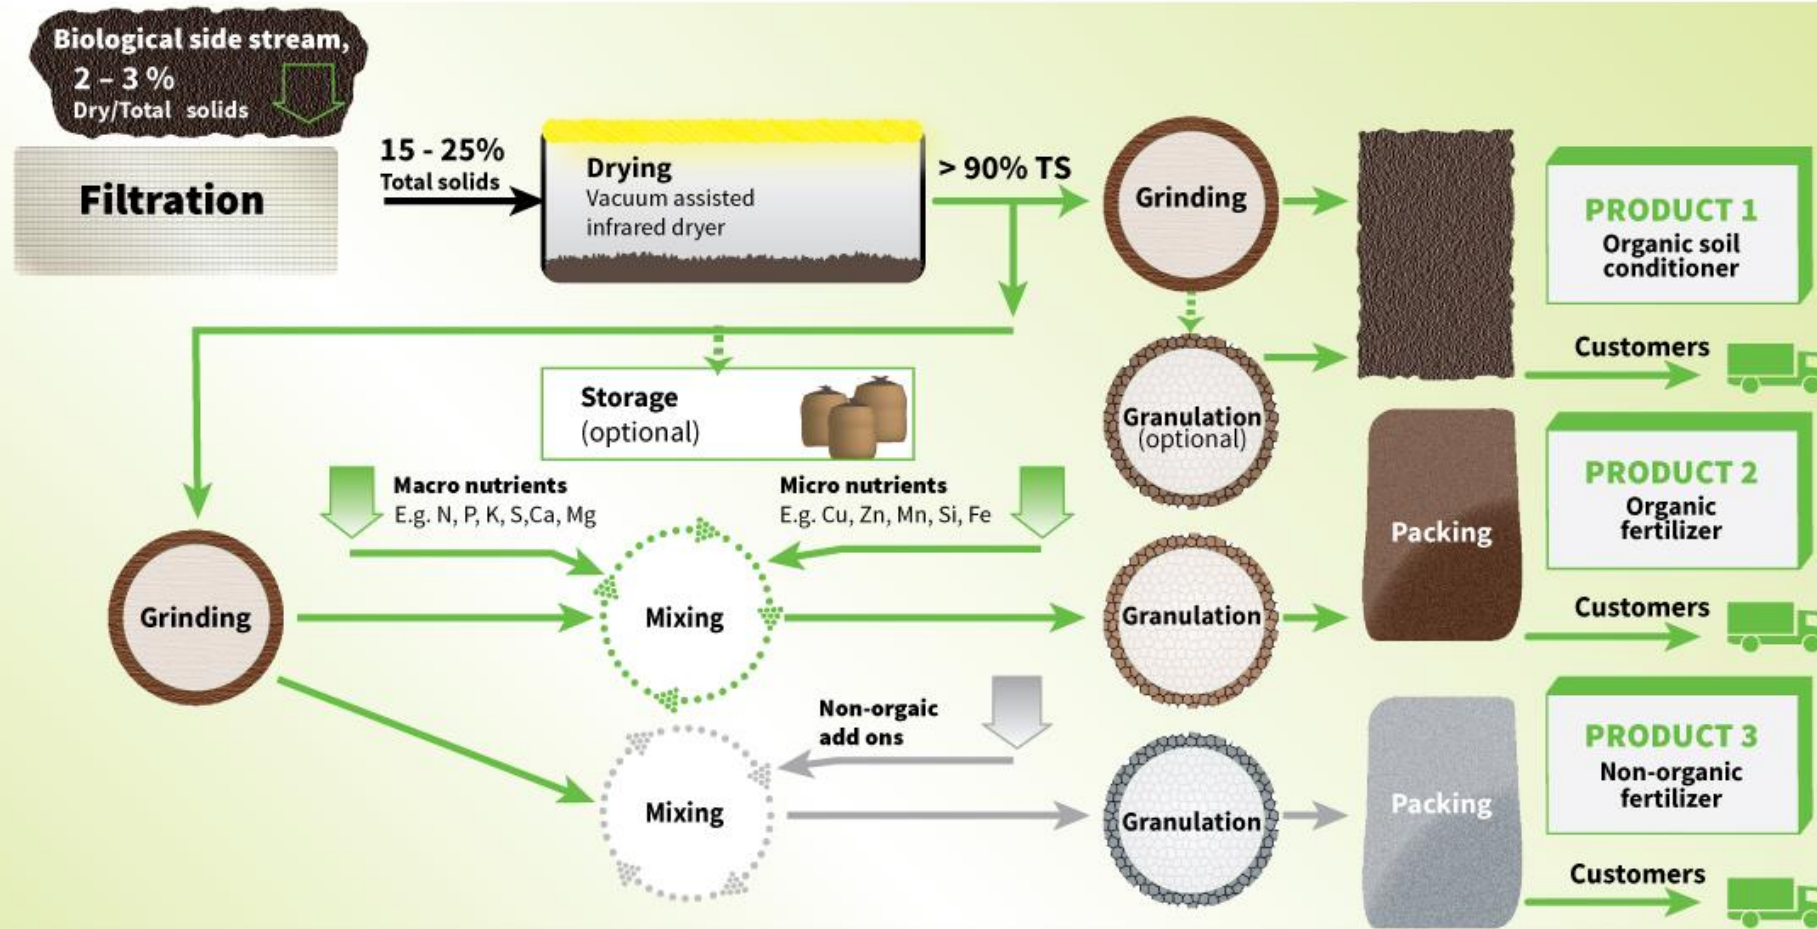 Biological side stream,
2 – 3 %
Dry/Total solids
Filtration
15 - 25%
Total solids
Drying
Vacuum assisted
infrared dryer
> 90% TS
Grinding
PRODUCT 1
Organic soil
conditioner
Customers
Storage
(optional)
Granulation
(optional)
Macro nutrients
E.g. N, P, K, S,Ca, Mg
Micro nutrients
E.g. Cu, Zn, Mn, Si, Fe
PRODUCT 2
Organic
fertilizer
Packing
Customers
Grinding
Mixing
Granulation
Non-orgaic
add ons
Mixing
Granulation
Packing
PRODUCT 3
Non-organic
fertilizer
Customers